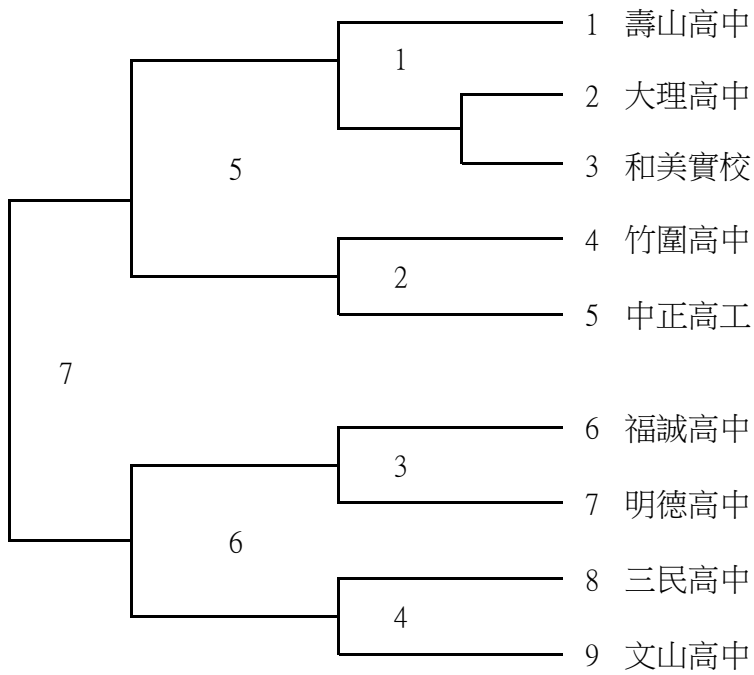 1 壽山高中
1
2 大理高中
5
3 和美實校
4 竹圍高中
2
5 中正高工
7
6 福誠高中
3
7 明德高中
6
8 三民高中
4
9 文山高中